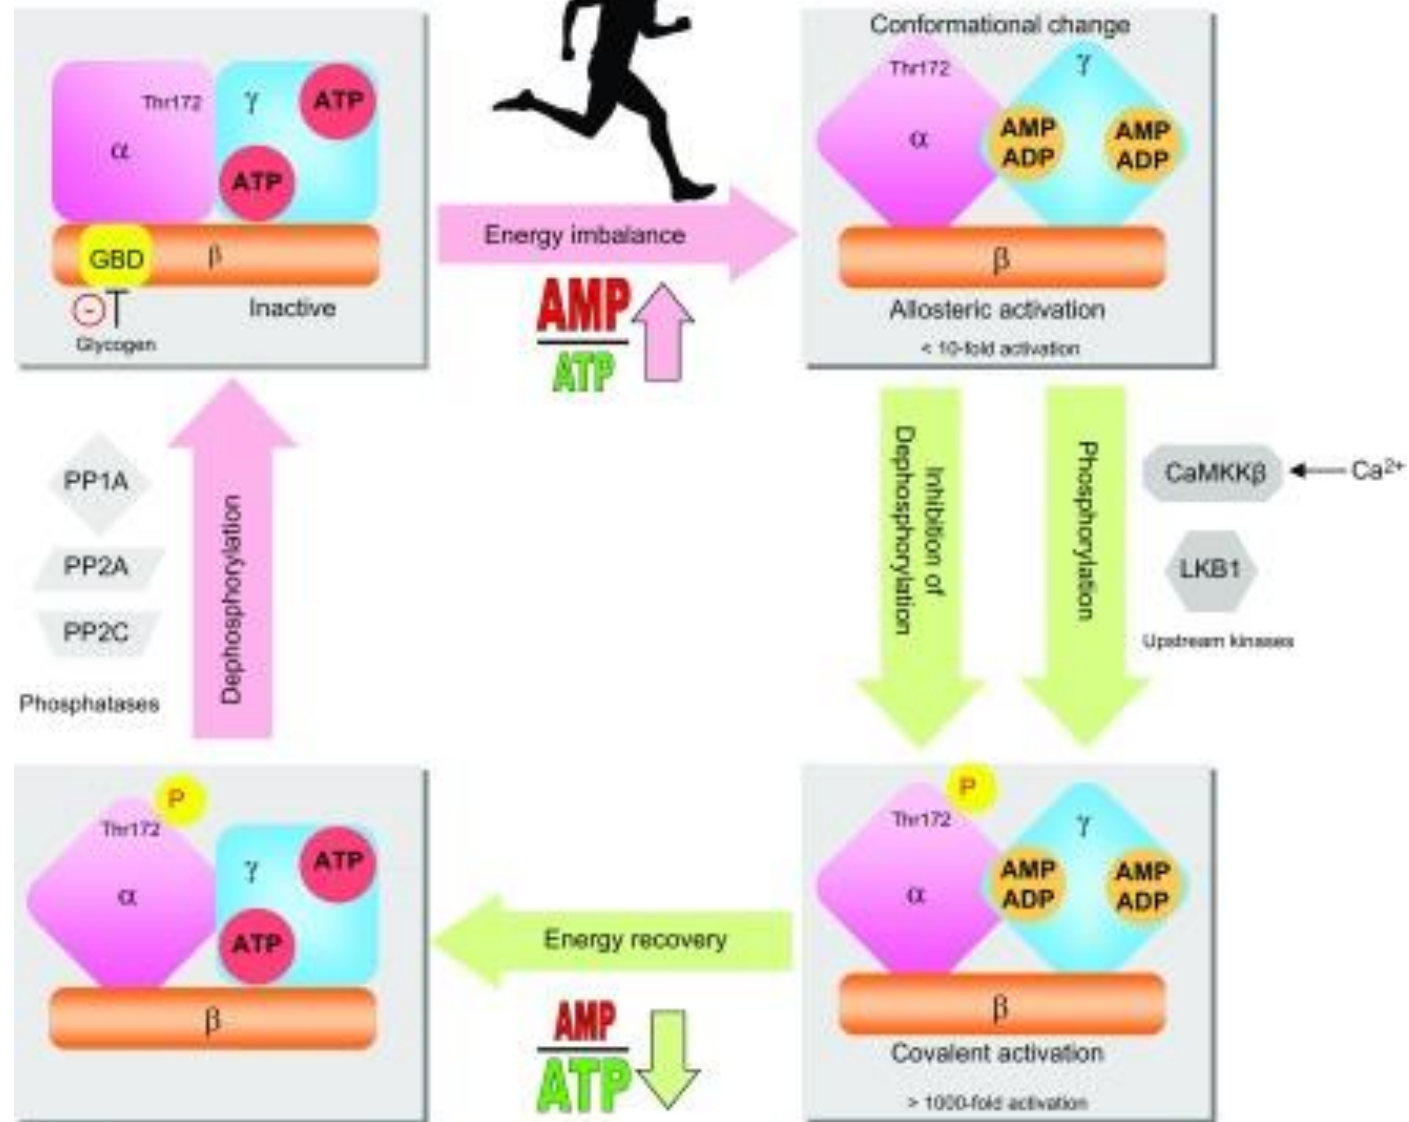 Thr172
γ
ATP
α
ATP
GBD
β
-
Inactive
Glycogen
Energy imbalance
AMP
ATP
Conformational change
Thr172
γ
α
AMP
ADP
AMP
ADP
β
Allosteric activation
< 10-fold activation
PP1A
PP2A
PP2C
Phosphatases
Dephosphorylation
Inhibition of
Dephosphorylation
Phosphorylation
CaMKKβ
Ca2+
LKB1
Upstream kinases
P
Thr172
γ
ATP
α
ATP
β
Energy recovery
AMP
ATP
P
Thr172
γ
α
AMP
ADP
AMP
ADP
β
Covalent activation
> 1000-fold activation